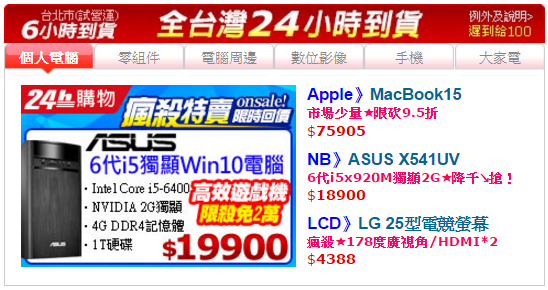 台北市(試營運)
6小時到貨
全台灣24小時到貨
例外及說明>
遲到給100
個人電腦
零組件
電腦周邊
數位影像
手機
大家電
24h購物
瘋殺特賣
onsale!
限時回價
ASUS
6代i5獨顯Win10電腦
‧Intel Core i5-6400
‧NVIDIA 2G獨顯
‧4G DDR4記憶體
‧1T硬碟
高效遊戲機
限殺免2萬
$19900
ASUS
Apple》MacBook15
市場少量★限砍9.5折
$75905
NB》ASUS X541UV
6代i5x920M獨顯2G★降千↘搶！
$18900
LCD》LG 25型電競螢幕
瘋殺★178度廣視角/HDMI*2
$4388